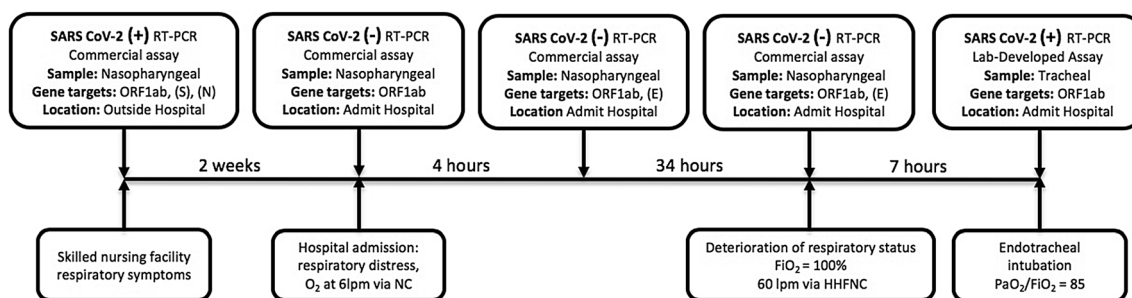 SARS CoV-2 (+) RT-PCR
Commercial assay
Sample: Nasopharyngeal
Gene targets: ORF1ab, (S), (N)
Location: Outside Hospital
SARS CoV-2 (-) RT-PCR
Commercial assay
Sample: Nasopharyngeal
Gene targets: ORF1ab
Location: Admit Hospital
SARS CoV-2 (-) RT-PCR
Commercial assay
Sample: Nasopharyngeal
Gene targets: ORF1ab, (E)
Location Admit Hospital
SARS CoV-2 (-) RT-PCR
Commercial assay
Sample: Nasopharyngeal
Gene targets: ORF1ab, (E)
Location: Admit Hospital
SARS CoV-2 (+) RT-PCR
Lab-Developed Assay
Sample: Tracheal
Gene targets: ORF1ab
Location: Admit Hospital
2 weeks
4 hours
34 hours
7 hours
Skilled nursing facility
respiratory symptoms
Hospital admission:
respiratory distress,
O₂ at 6lpm via NC
Deterioration of respiratory status
FiO₂ = 100%
60 lpm via HHFNC
Endotracheal
intubation
PaO₂/FiO₂ = 85